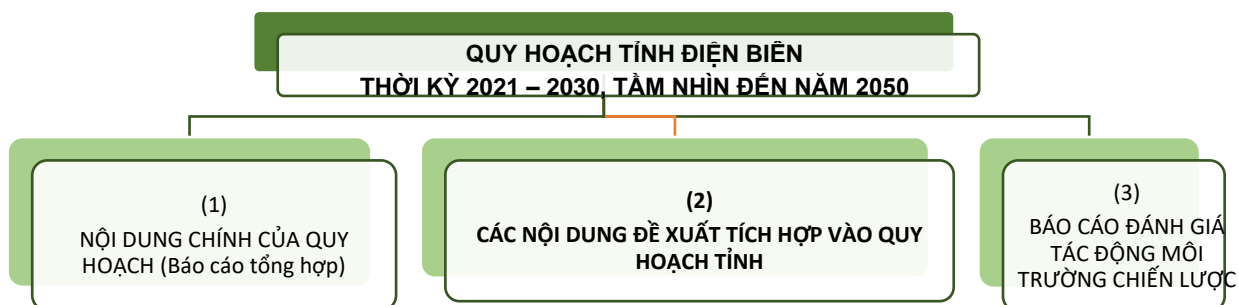 QUY HOẠCH TỈNH ĐIỆN BIÊN
THỜI KỲ 2021 – 2030, TẦM NHÌN ĐẾN NĂM 2050
(1)
NỘI DUNG CHÍNH CỦA QUY
HOẠCH (Báo cáo tổng hợp)
(2)
CÁC NỘI DUNG ĐỀ XUẤT TÍCH HỢP VÀO QUY
HOẠCH TỈNH
(3)
BÁO CÁO ĐÁNH GIÁ
TÁC ĐỘNG MÔI
TRƯỜNG CHIẾN LƯỢC